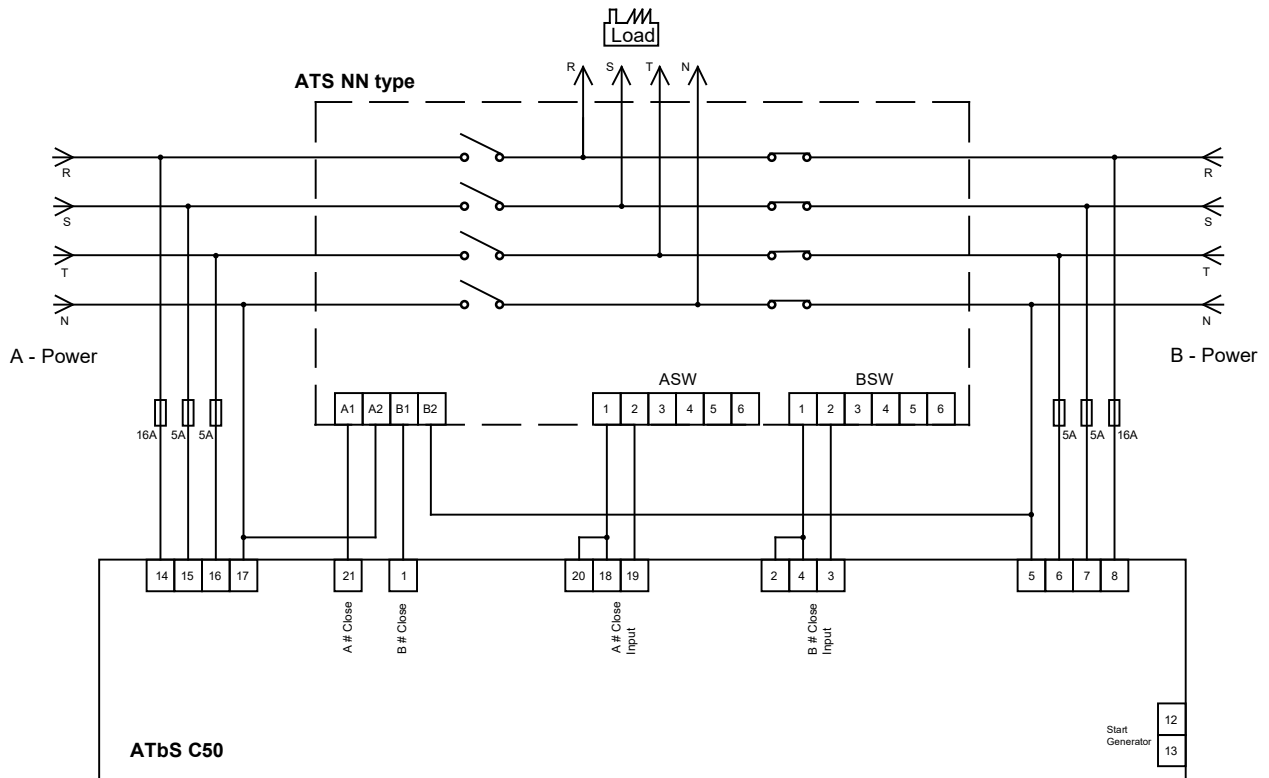 Load
R S T N
ATS NN type
R R
S S
T T
N N
A - Power
B - Power
ASW
BSW
A1 A2 B1 B2
1 2 3 4 5 6
1 2 3 4 5 6
16A 5A 5A
5A 5A 16A
14 15 16 17
21
1
20 18 19
2 4 3
5 6 7 8
A # Close
B # Close
A # Close
Input
B # Close
Input
12
Start
Generator
13
ATbS C50